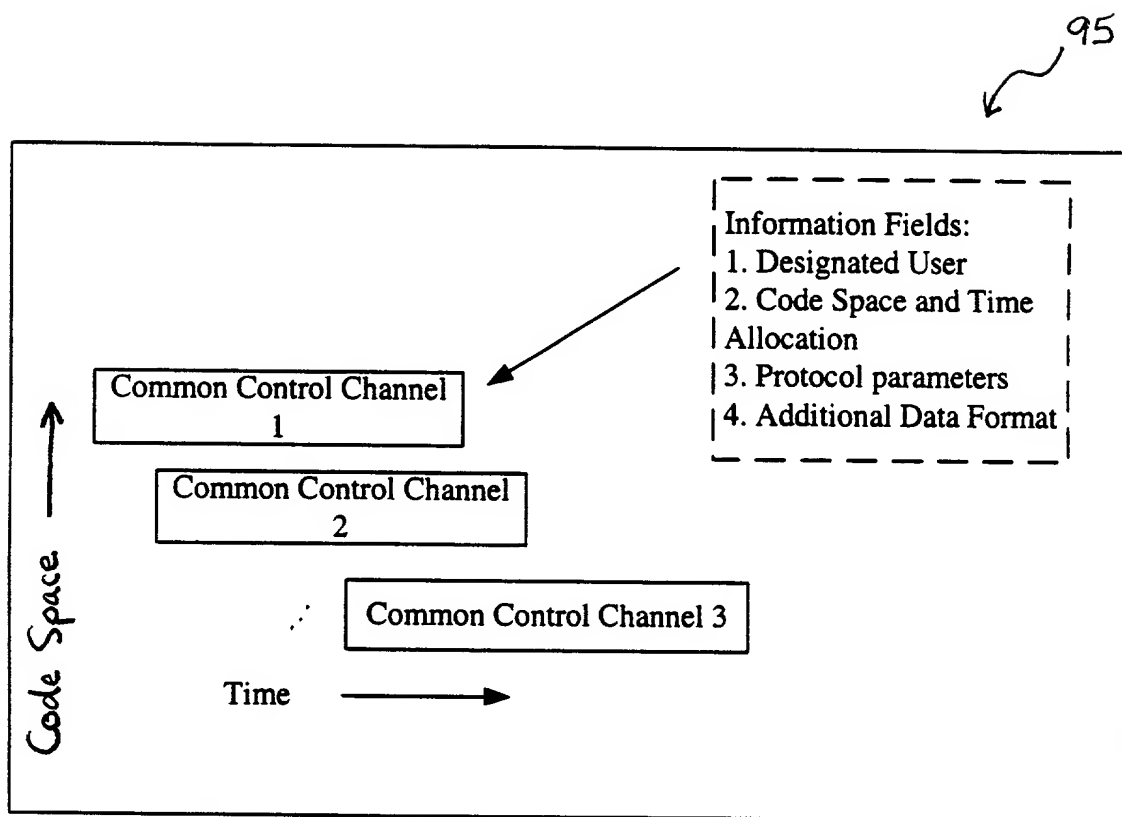 95
Information Fields:
1. Designated User
2. Code Space and Time
Allocation
3. Protocol parameters
4. Additional Data Format
Common Control Channel
1
Common Control Channel
2
Common Control Channel 3
Time
Code Space